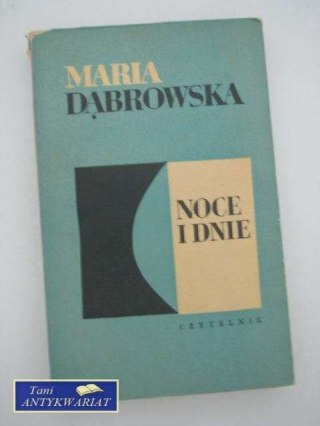 MARIA
DĄBROWSKA
NOCE
I DNIE
CZYTELNIK
Tani
ANTYKWARIAT